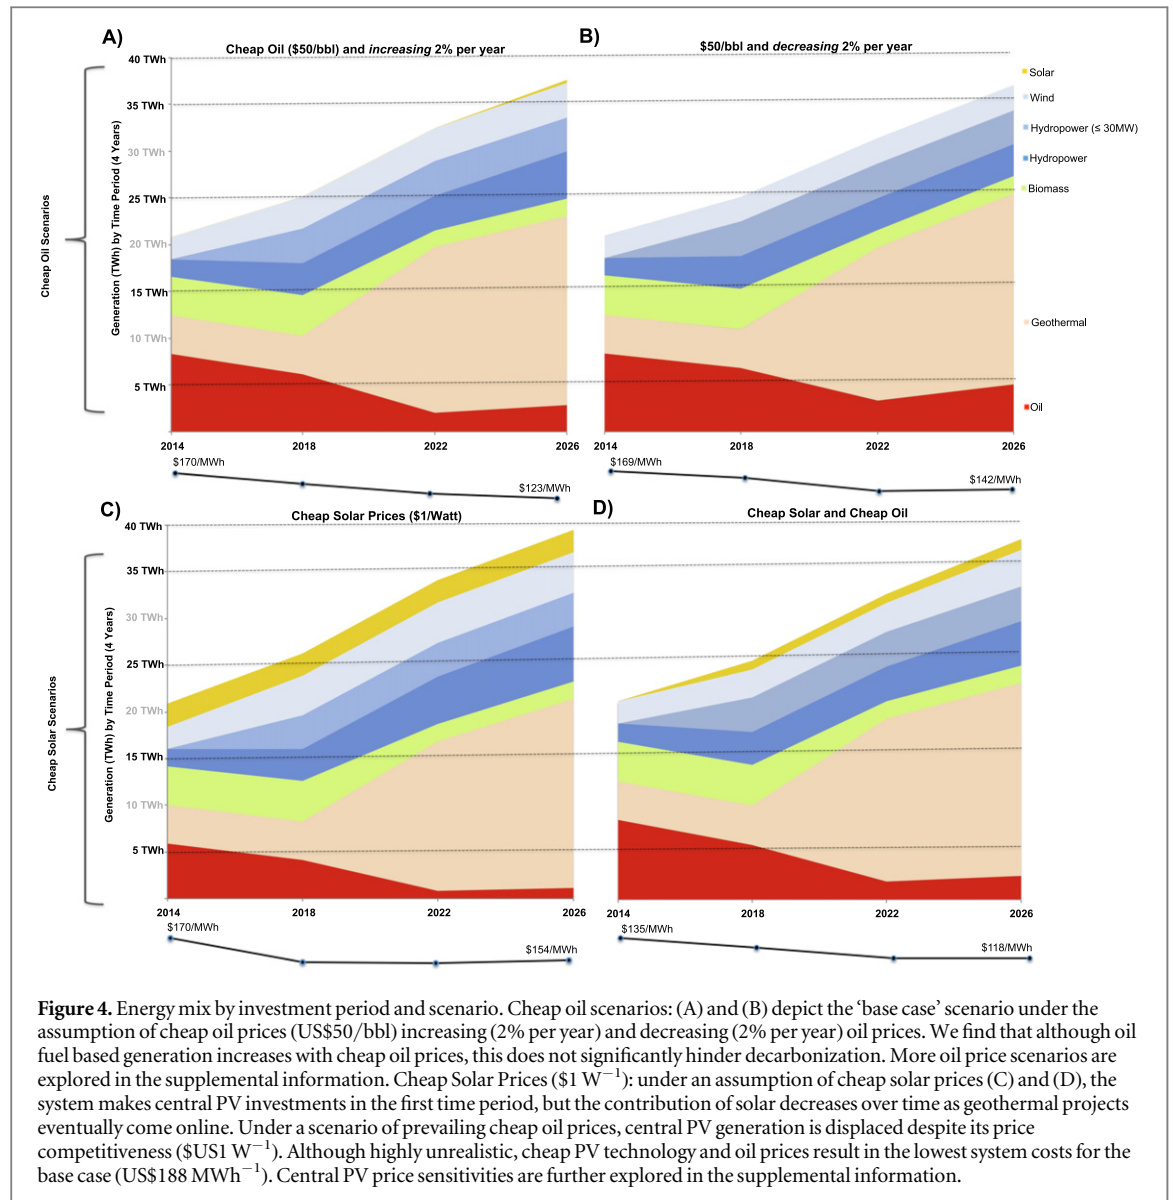 A)
Cheap Oil ($50/bbl) and increasing 2% per year
B)
$50/bbl and decreasing 2% per year
Cheap Oil Scenarios
Generation (TWh) by Time Period (4 Years)
40 TWh
35 TWh
30 TWh
25 TWh
20 TWh
15 TWh
10 TWh
5 TWh
2014 2018 2022 2026
2014 2018 2022 2026
Solar
Wind
Hydropower (≤ 30MW)
Hydropower
Biomass
Geothermal
Oil
$170/MWh
$123/MWh
$169/MWh
$142/MWh
C)
Cheap Solar Prices ($1/Watt)
D)
Cheap Solar and Cheap Oil
Cheap Solar Scenarios
Generation (TWh) by Time Period (4 Years)
40 TWh
35 TWh
30 TWh
25 TWh
20 TWh
15 TWh
10 TWh
5 TWh
2014 2018 2022 2026
2014 2018 2022 2026
$170/MWh
$154/MWh
$135/MWh
$118/MWh
Figure 4. Energy mix by investment period and scenario. Cheap oil scenarios: (A) and (B) depict the ‘base case’ scenario under the
assumption of cheap oil prices (US$50/bbl) increasing (2% per year) and decreasing (2% per year) oil prices. We find that although oil
fuel based generation increases with cheap oil prices, this does not significantly hinder decarbonization. More oil price scenarios are
explored in the supplemental information. Cheap Solar Prices ($1 W⁻¹): under an assumption of cheap solar prices (C) and (D), the
system makes central PV investments in the first time period, but the contribution of solar decreases over time as geothermal projects
eventually come online. Under a scenario of prevailing cheap oil prices, central PV generation is displaced despite its price
competitiveness ($US1 W⁻¹). Although highly unrealistic, cheap PV technology and oil prices result in the lowest system costs for the
base case (US$188 MWh⁻¹). Central PV price sensitivities are further explored in the supplemental information.